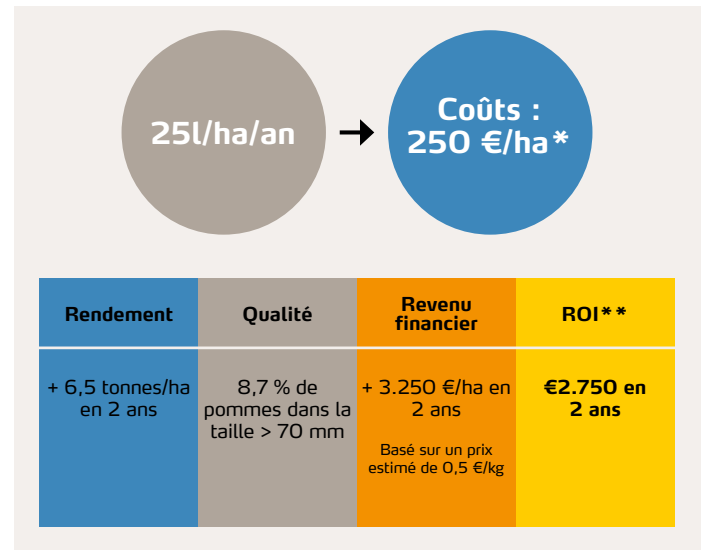 25l/ha/an
Coûts :
250 €/ha*
Rendement
Qualité
Revenu
financier
ROI**
+ 6,5 tonnes/ha
en 2 ans
8,7 % de
pommes dans la
taille > 70 mm
+ 3.250 €/ha en
2 ans
Basé sur un prix
estimé de 0,5 €/kg
€2.750 en
2 ans